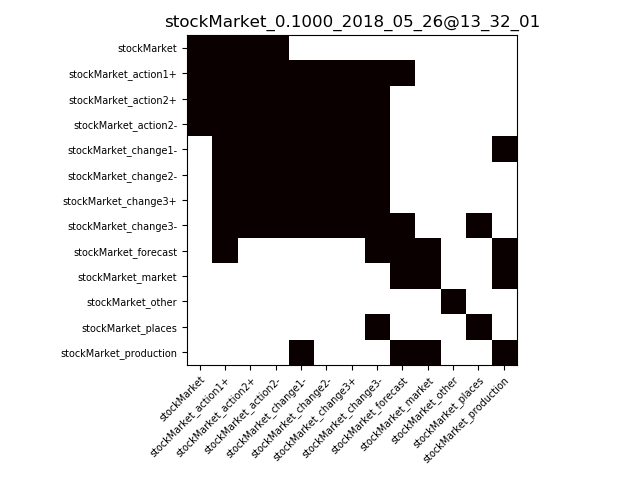 stockMarket_0.1000_2018_05_26@13_32_01
stockMarket
stockMarket_action1+
stockMarket_action2+
stockMarket_action2-
stockMarket_change1-
stockMarket_change2-
stockMarket_change3+
stockMarket_change3-
stockMarket_forecast
stockMarket_market
stockMarket_other
stockMarket_places
stockMarket_production
stockMarket
stockMarket_action1+
stockMarket_action2+
stockMarket_action2-
stockMarket_change1-
stockMarket_change2-
stockMarket_change3+
stockMarket_change3-
stockMarket_forecast
stockMarket_market
stockMarket_other
stockMarket_places
stockMarket_production